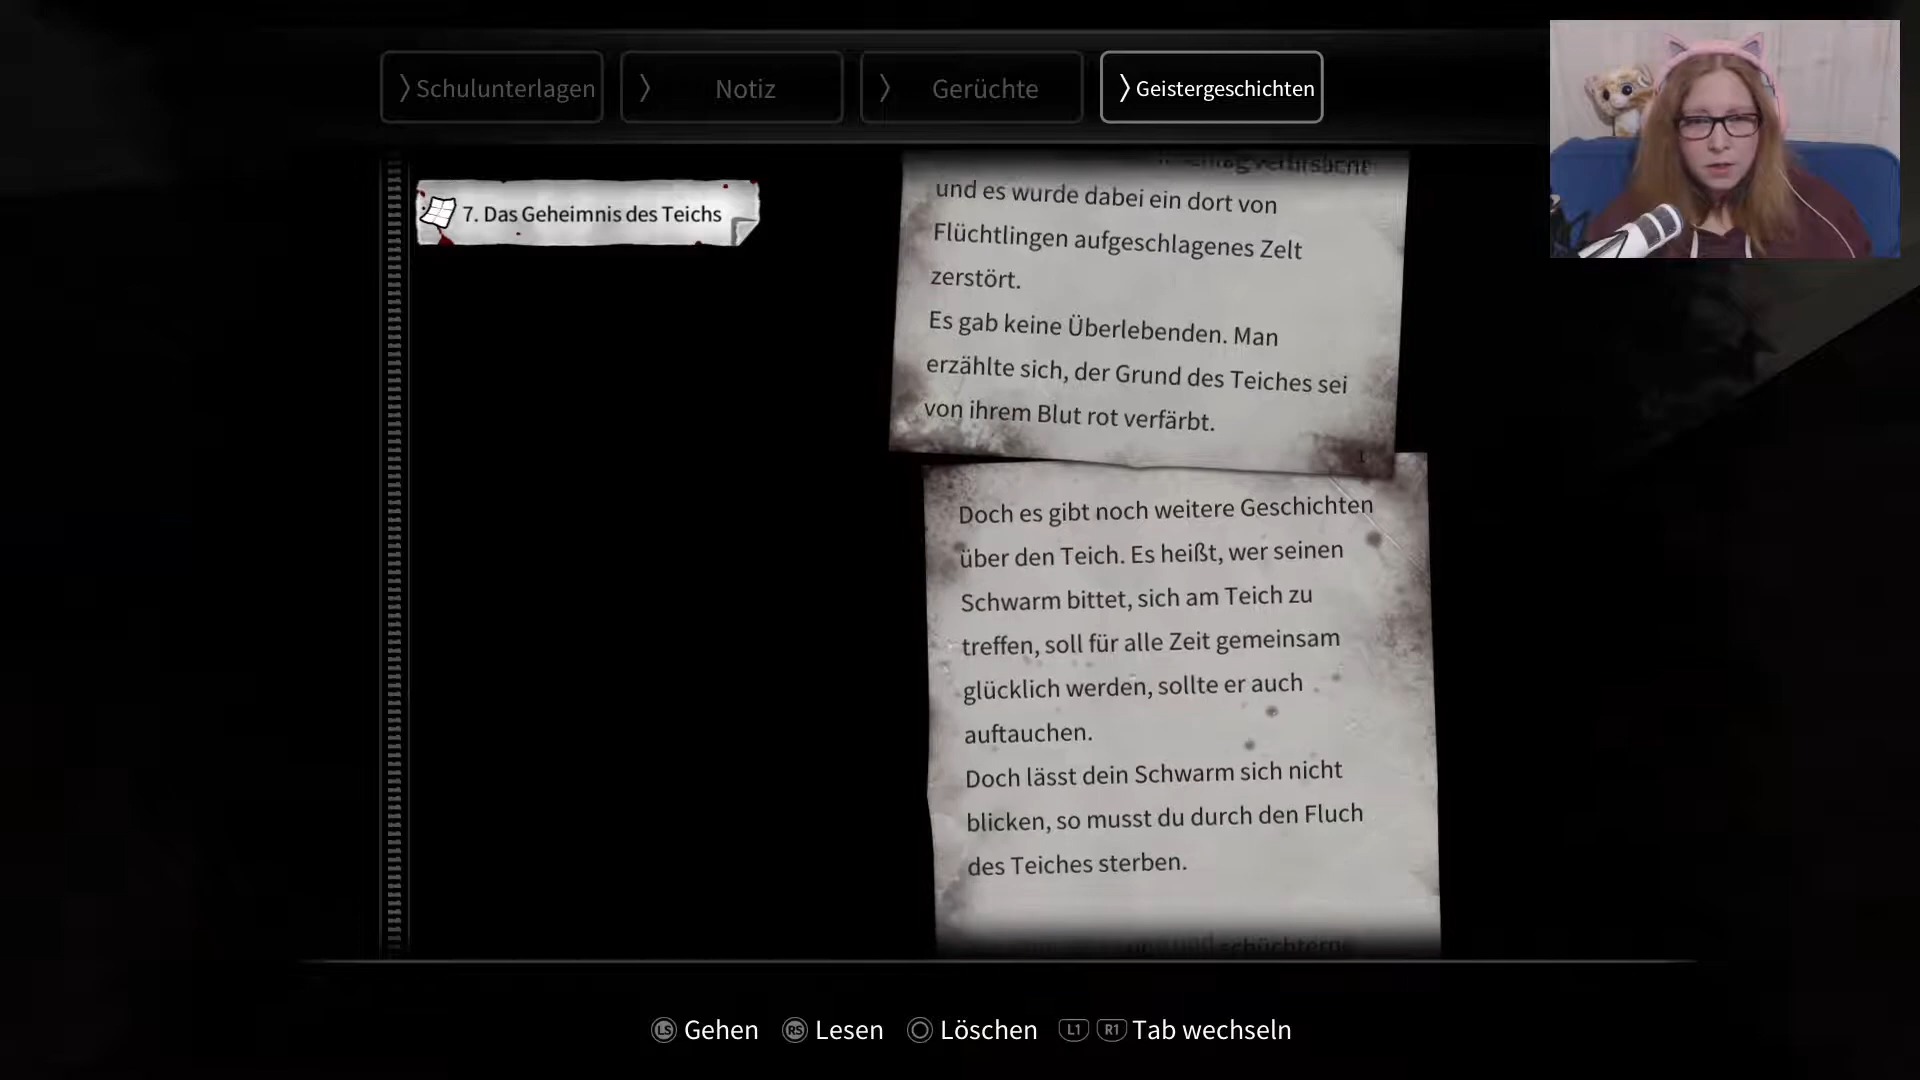 Schulunterlagen
Notiz
Gerüchte
Geistergeschichten
7. Das Geheimnis des Teichs
und es wurde dabei ein dort von
Flüchtlingen aufgeschlagenes Zelt
zerstört.
Es gab keine Überlebenden. Man
erzählte sich, der Grund des Teiches sei
von ihrem Blut rot verfärbt.
1
Doch es gibt noch weitere Geschichten
über den Teich. Es heißt, wer seinen
Schwarm bittet, sich am Teich zu
treffen, soll für alle Zeit gemeinsam
glücklich werden, sollte er auch
auftauchen.
Doch lässt dein Schwarm sich nicht
blicken, so musst du durch den Fluch
des Teiches sterben.
LS Gehen RS Lesen Löschen L1 R1 Tab wechseln